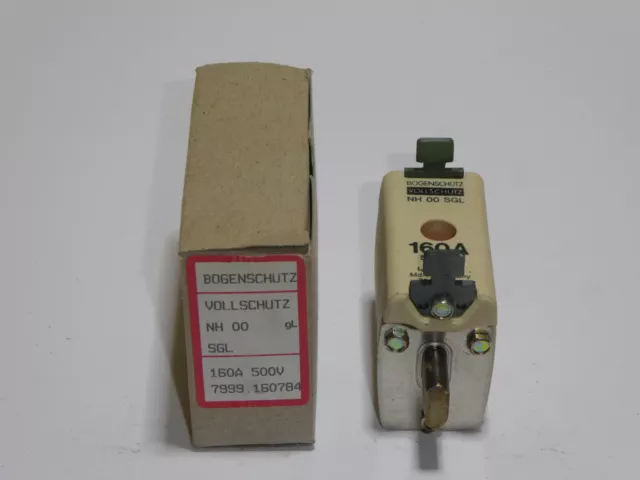 BOGENSCHUTZ
VOLLSCHUTZ
NH 00 gL
SGL
160A 500V
7999.160784
BOGENSCHUTZ
VOLLSCHUTZ
NH 00 SGL
160A